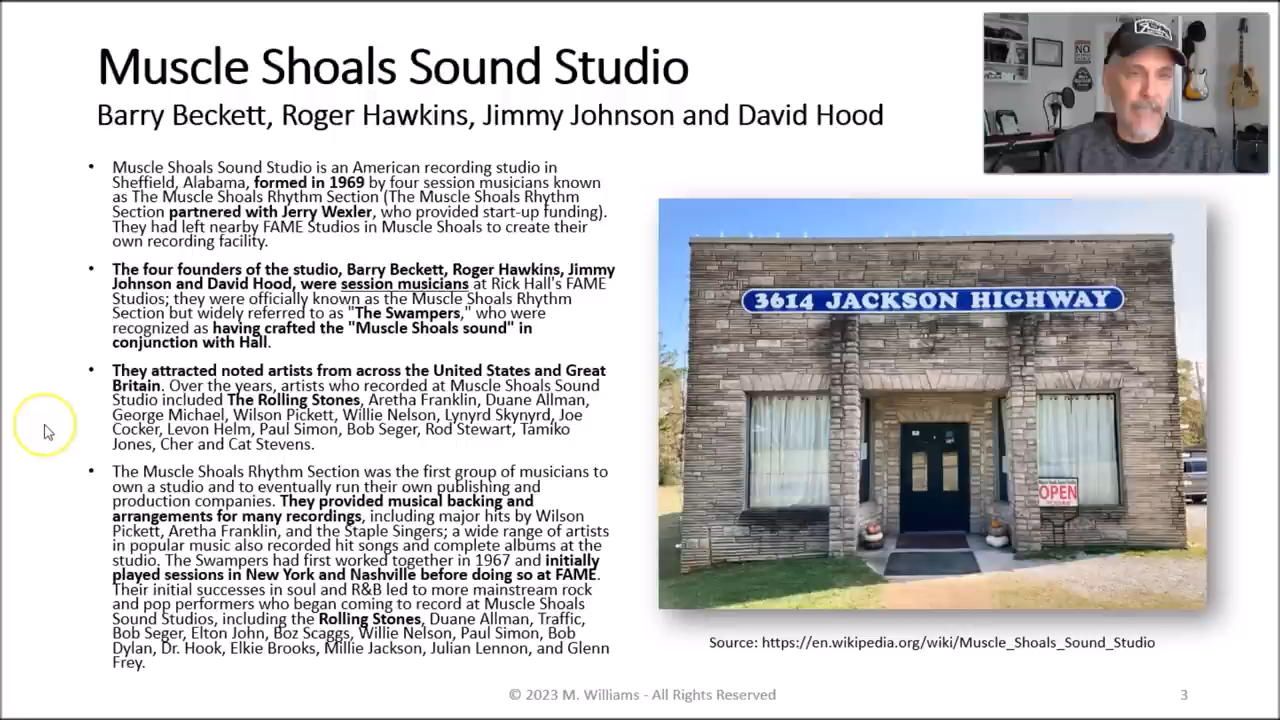 Muscle Shoals Sound Studio
Barry Beckett, Roger Hawkins, Jimmy Johnson and David Hood
• Muscle Shoals Sound Studio is an American recording studio in
Sheffield, Alabama, formed in 1969 by four session musicians known
as The Muscle Shoals Rhythm Section (The Muscle Shoals Rhythm
Section partnered with Jerry Wexler, who provided start-up funding).
They had left nearby FAME Studios in Muscle Shoals to create their
own recording facility.
• The four founders of the studio, Barry Beckett, Roger Hawkins, Jimmy
Johnson and David Hood, were session musicians at Rick Hall's FAME
Studios; they were officially known as the Muscle Shoals Rhythm
Section but widely referred to as "The Swampers," who were
recognized as having crafted the "Muscle Shoals sound" in
conjunction with Hall.
• They attracted noted artists from across the United States and Great
Britain. Over the years, artists who recorded at Muscle Shoals Sound
Studio included The Rolling Stones, Aretha Franklin, Duane Allman,
George Michael, Wilson Pickett, Willie Nelson, Lynyrd Skynyrd, Joe
Cocker, Levon Helm, Paul Simon, Bob Seger, Rod Stewart, Tamiko
Jones, Cher and Cat Stevens.
• The Muscle Shoals Rhythm Section was the first group of musicians to
own a studio and to eventually run their own publishing and
production companies. They provided musical backing and
arrangements for many recordings, including major hits by Wilson
Pickett, Aretha Franklin, and the Staple Singers; a wide range of artists
in popular music also recorded hit songs and complete albums at the
studio. The Swampers had first worked together in 1967 and initially
played sessions in New York and Nashville before doing so at FAME.
Their initial successes in soul and R&B led to more mainstream rock
and pop performers who began coming to record at Muscle Shoals
Sound Studios, including the Rolling Stones, Duane Allman, Traffic,
Bob Seger, Elton John, Boz Scaggs, Willie Nelson, Paul Simon, Bob
Dylan, Dr. Hook, Elkie Brooks, Millie Jackson, Julian Lennon, and Glenn
Frey.
NO
3614 JACKSON HIGHWAY
OPEN
Source: https://en.wikipedia.org/wiki/Muscle_Shoals_Sound_Studio
© 2023 M. Williams - All Rights Reserved
3